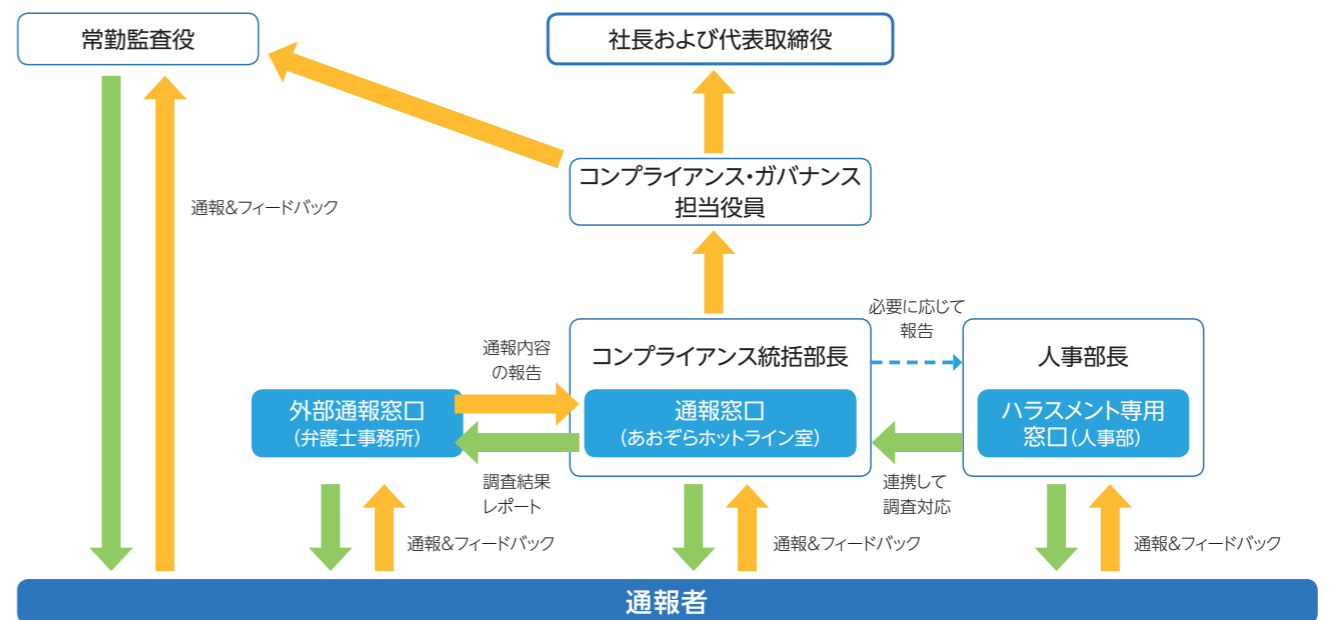 常勤監査役
社長および代表取締役
コンプライアンス・ガバナンス
担当役員
通報&フィードバック
必要に応じて
報告
通報内容
の報告
コンプライアンス統括部長
人事部長
外部通報窓口
（弁護士事務所）
通報窓口
（あおぞらホットライン室）
ハラスメント専用
窓口（人事部）
調査結果
レポート
連携して
調査対応
通報&フィードバック
通報&フィードバック
通報&フィードバック
通報者